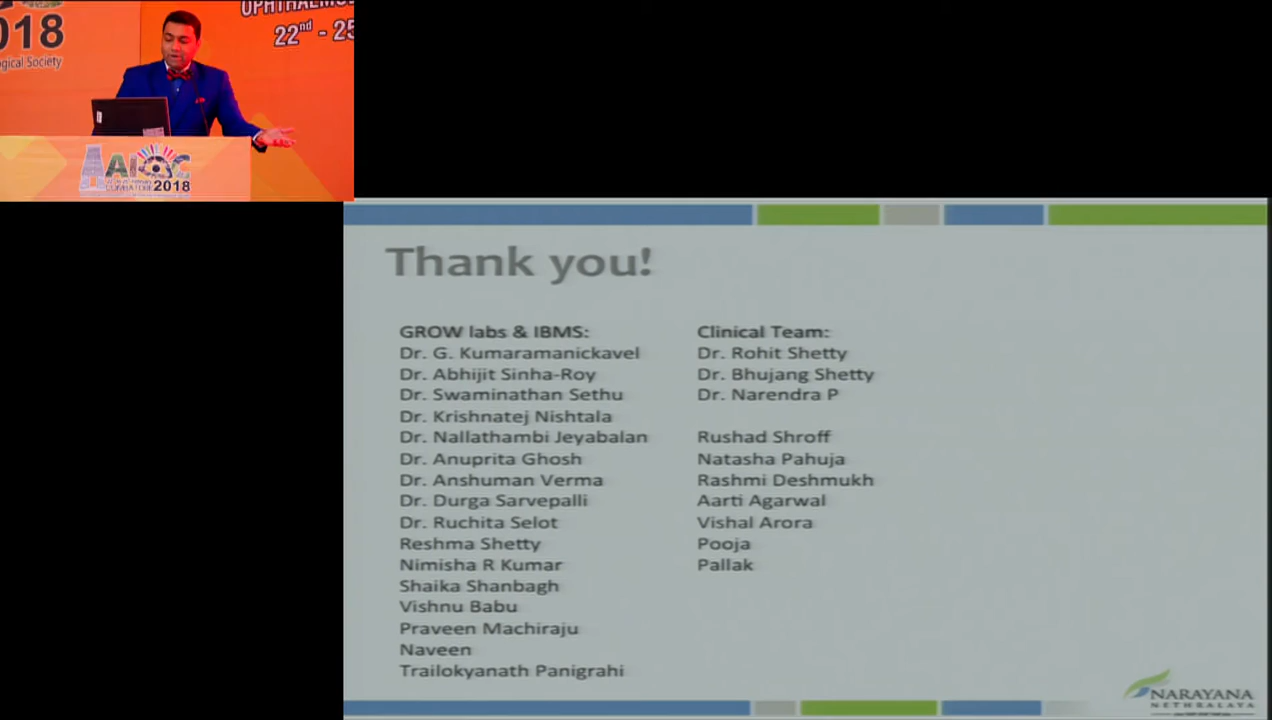 OPHTHALMO
2018
22nd - 25
ogical Society
AIOC
COIMBATORE 2018
Thank you!
GROW labs & IBMS:
Dr. G. Kumaramanickavel
Dr. Abhijit Sinha-Roy
Dr. Swaminathan Sethu
Dr. Krishnatej Nishtala
Dr. Nallathambi Jeyabalan
Dr. Anuprita Ghosh
Dr. Anshuman Verma
Dr. Durga Sarvepalli
Dr. Ruchita Selot
Reshma Shetty
Nimisha R Kumar
Shaika Shanbagh
Vishnu Babu
Praveen Machiraju
Naveen
Trailokyanath Panigrahi
Clinical Team:
Dr. Rohit Shetty
Dr. Bhujang Shetty
Dr. Narendra P
Rushad Shroff
Natasha Pahuja
Rashmi Deshmukh
Aarti Agarwal
Vishal Arora
Pooja
Pallak
NARAYANA
NETHRALAYA